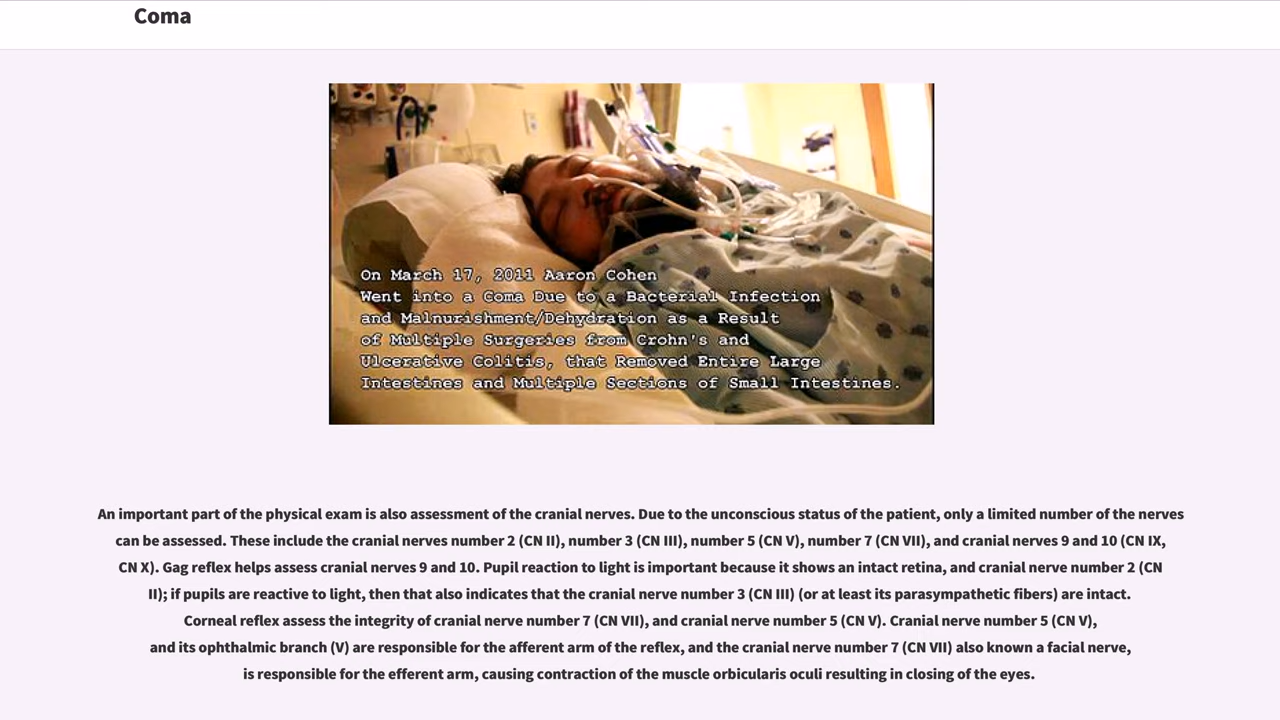 Coma
On March 17, 2011 Aaron Cohen
Went into a Coma Due to a Bacterial Infection
and Malnurishment/Dehydration as a Result
of Multiple Surgeries from Crohn's and
Ulcerative Colitis, that Removed Entire Large
Intestines and Multiple Sections of Small Intestines.
An important part of the physical exam is also assessment of the cranial nerves. Due to the unconscious status of the patient, only a limited number of the nerves
can be assessed. These include the cranial nerves number 2 (CN II), number 3 (CN III), number 5 (CN V), number 7 (CN VII), and cranial nerves 9 and 10 (CN IX,
CN X). Gag reflex helps assess cranial nerves 9 and 10. Pupil reaction to light is important because it shows an intact retina, and cranial nerve number 2 (CN
II); if pupils are reactive to light, then that also indicates that the cranial nerve number 3 (CN III) (or at least its parasympathetic fibers) are intact.
Corneal reflex assess the integrity of cranial nerve number 7 (CN VII), and cranial nerve number 5 (CN V). Cranial nerve number 5 (CN V),
and its ophthalmic branch (V) are responsible for the afferent arm of the reflex, and the cranial nerve number 7 (CN VII) also known a facial nerve,
is responsible for the efferent arm, causing contraction of the muscle orbicularis oculi resulting in closing of the eyes.